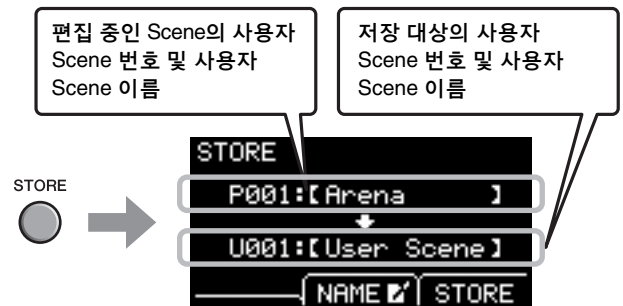 편집 중인 Scene의 사용자
Scene 번호 및 사용자
Scene 이름
저장 대상의 사용자
Scene 번호 및 사용자
Scene 이름
STORE
STORE
P001:【Arena 】
U001:【User Scene】
NAME STORE